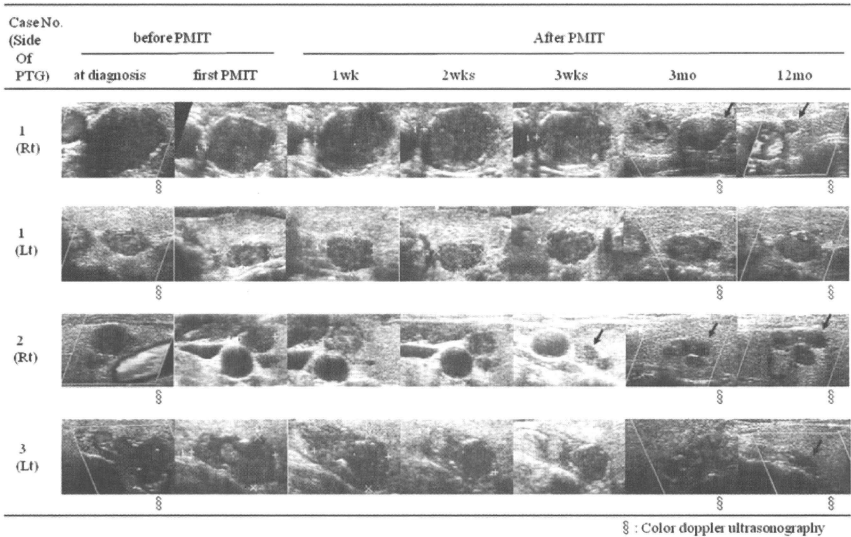 Case No.
(Side
Of
PTG)
before PMIT
After PMIT
at diagnosis
first PMIT
1wk
2wks
3wks
3mo
12mo
1
(Rt)
§
§
§
1
(Lt)
§
§
§
2
(Rt)
§
§
§
3
(Lt)
§
§
§
§ : Color doppler ultrasonography